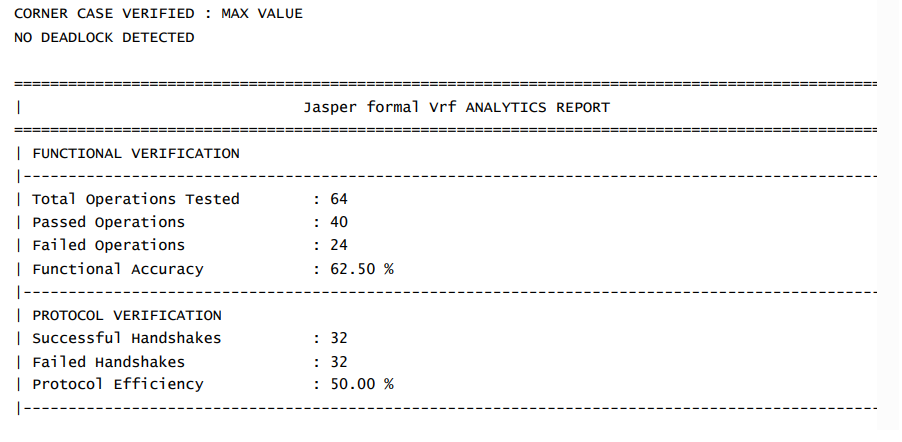 CORNER CASE VERIFIED : MAX VALUE
NO DEADLOCK DETECTED
================================================================================================
| Jasper formal Vrf ANALYTICS REPORT
================================================================================================
| FUNCTIONAL VERIFICATION
|-----------------------------------------------------------------------------------------------
| Total Operations Tested : 64
| Passed Operations : 40
| Failed Operations : 24
| Functional Accuracy : 62.50 %
|-----------------------------------------------------------------------------------------------
| PROTOCOL VERIFICATION
| Successful Handshakes : 32
| Failed Handshakes : 32
| Protocol Efficiency : 50.00 %
|-----------------------------------------------------------------------------------------------